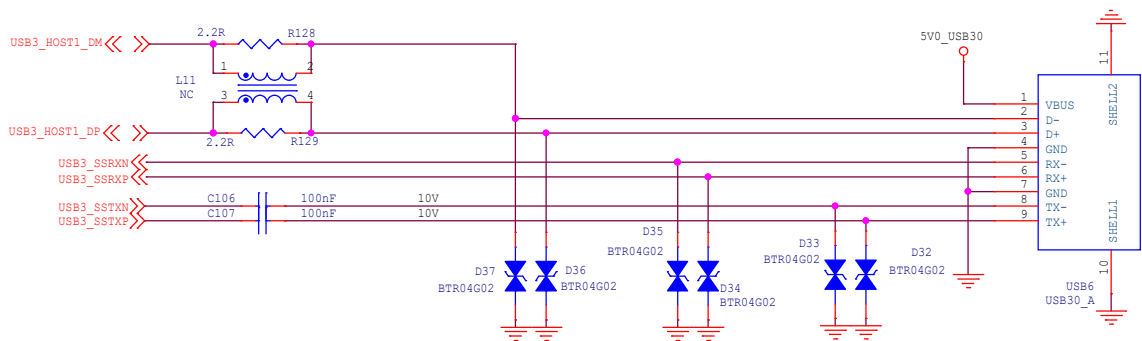 2.2R R128
USB3_HOST1_DM
5V0_USB30
11
1 2
L11
NC
SHELL2
3 4
1 VBUS
2 D-
USB3_HOST1_DP
3 D+
2.2R R129
4 GND
USB3_SSRXN
5 RX-
USB3_SSRXP
6 RX+
7 GND
C106 100nF 10V
USB3_SSTXN
8 TX-
C107 100nF 10V
USB3_SSTXP
9 TX+
SHELL1
D35
BTR04G02
D33
BTR04G02
D32
BTR04G02
D37
BTR04G02
D36
BTR04G02
D34
BTR04G02
10
USB6
USB30_A